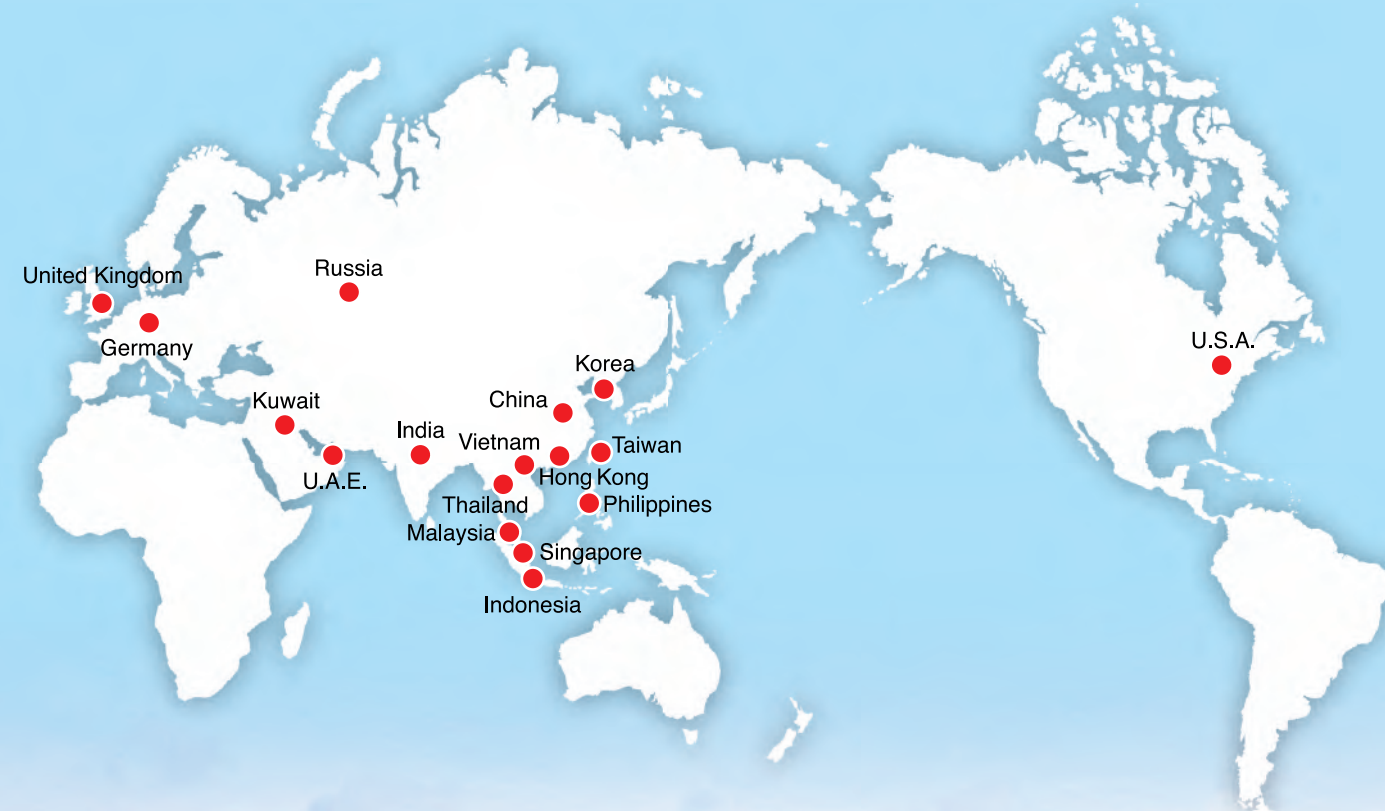 United Kingdom
Russia
Germany
U.S.A.
Korea
Kuwait
China
India
Vietnam
Taiwan
U.A.E.
Hong Kong
Thailand
Philippines
Malaysia
Singapore
Indonesia